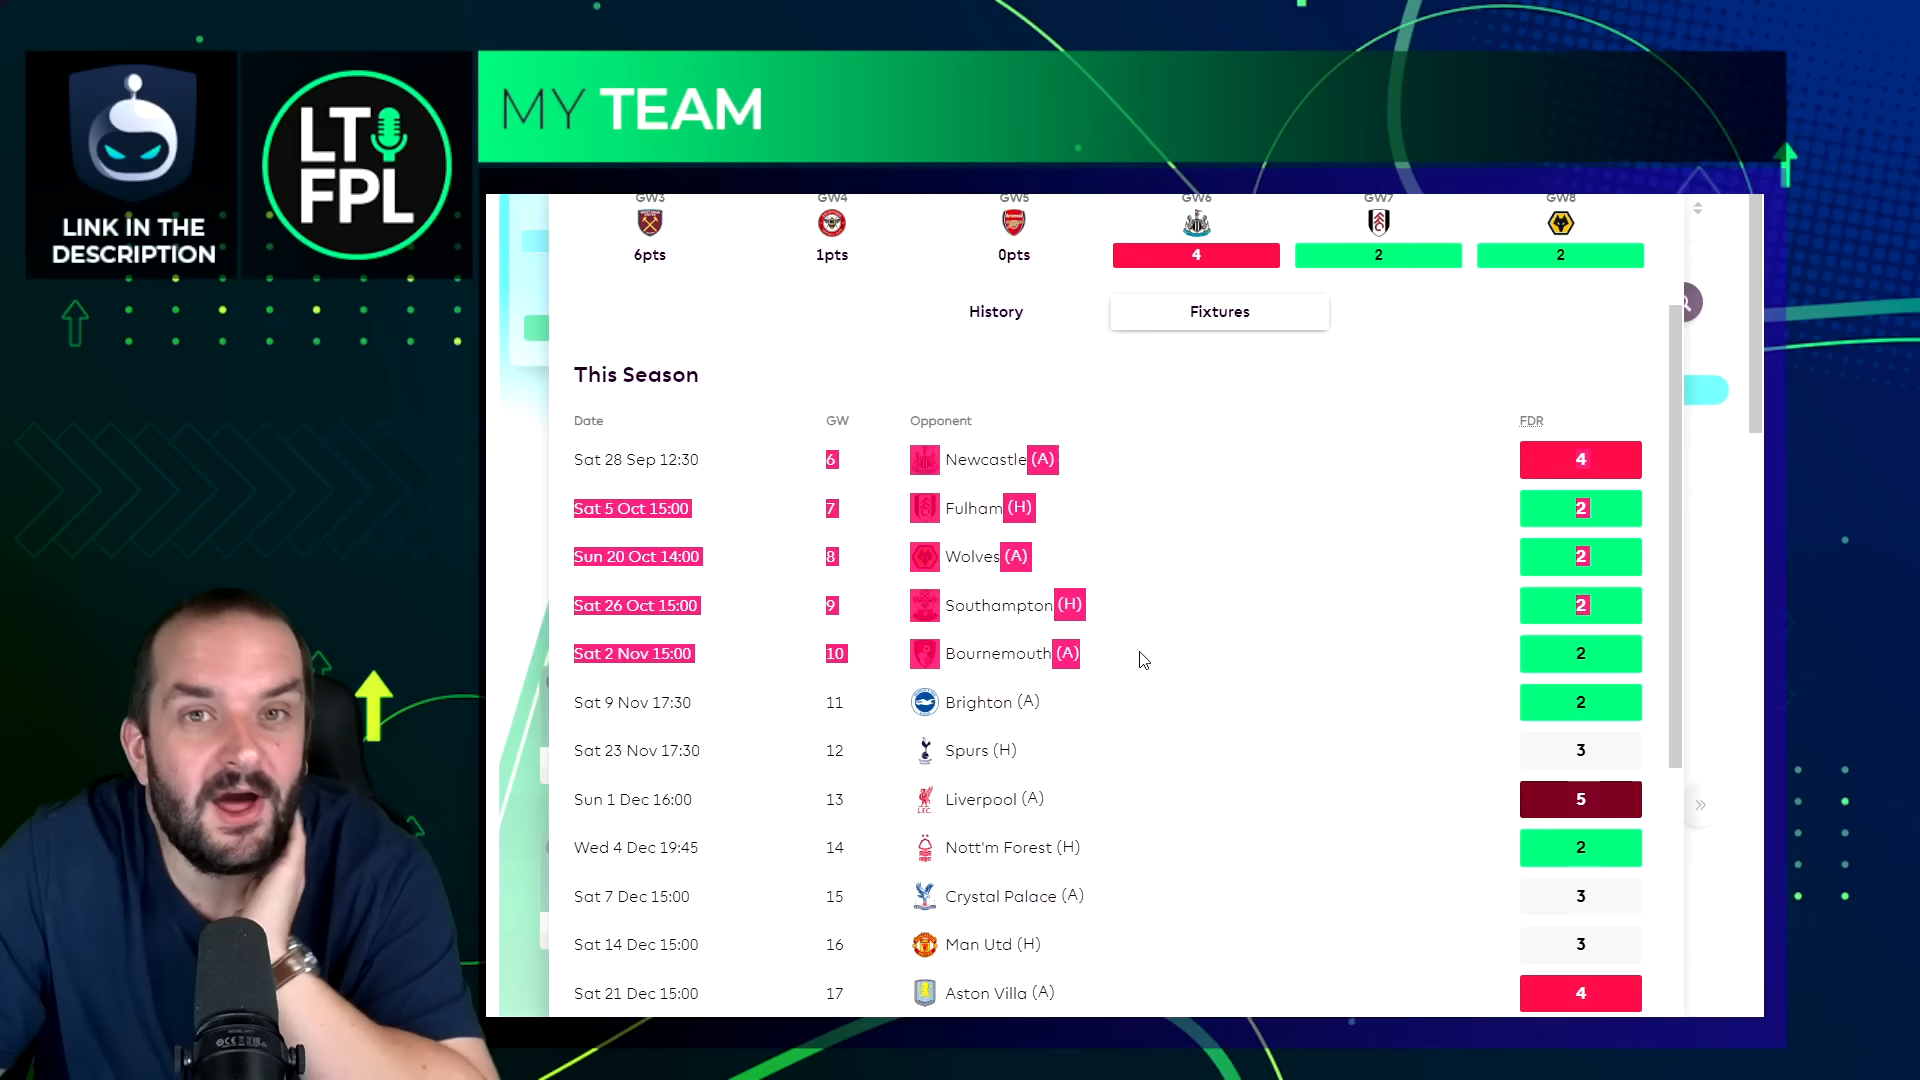 MY TEAM
LT
FPL
LINK IN THE
DESCRIPTION
GW3 GW4 GW5 GW6 GW7 GW8
6pts 1pts 0pts 4 2 2
History Fixtures
This Season
Date GW Opponent FDR
Sat 28 Sep 12:30 6 Newcastle (A) 4
Sat 5 Oct 15:00 7 Fulham (H) 2
Sun 20 Oct 14:00 8 Wolves (A) 2
Sat 26 Oct 15:00 9 Southampton (H) 2
Sat 2 Nov 15:00 10 Bournemouth (A) 2
Sat 9 Nov 17:30 11 Brighton (A) 2
Sat 23 Nov 17:30 12 Spurs (H) 3
Sun 1 Dec 16:00 13 Liverpool (A) 5
Wed 4 Dec 19:45 14 Nott'm Forest (H) 2
Sat 7 Dec 15:00 15 Crystal Palace (A) 3
Sat 14 Dec 15:00 16 Man Utd (H) 3
Sat 21 Dec 15:00 17 Aston Villa (A) 4